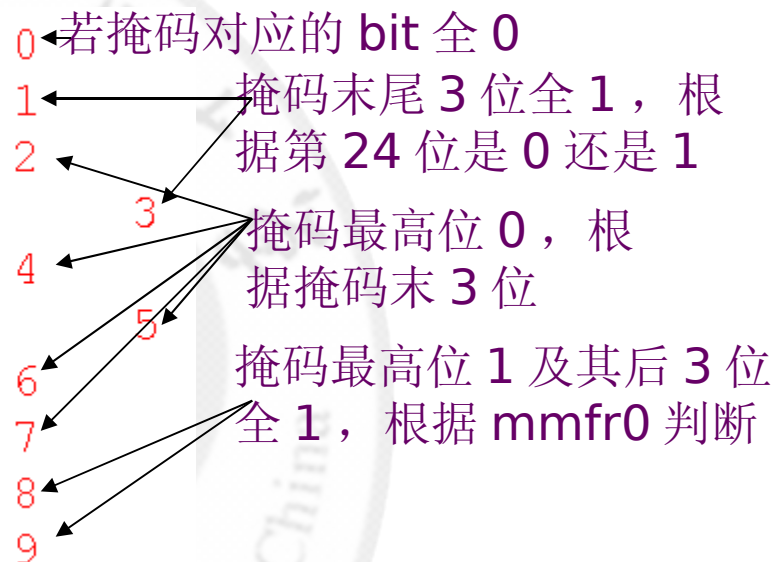 0 若掩码对应的 bit 全 0
1 掩码末尾 3 位全 1 ，根
2 据第 24 位是 0 还是 1
3
掩码最高位 0 ，根
4 据掩码末 3 位
5
6 掩码最高位 1 及其后 3 位
7 全 1 ，根据 mmfr0 判断
8
9
China